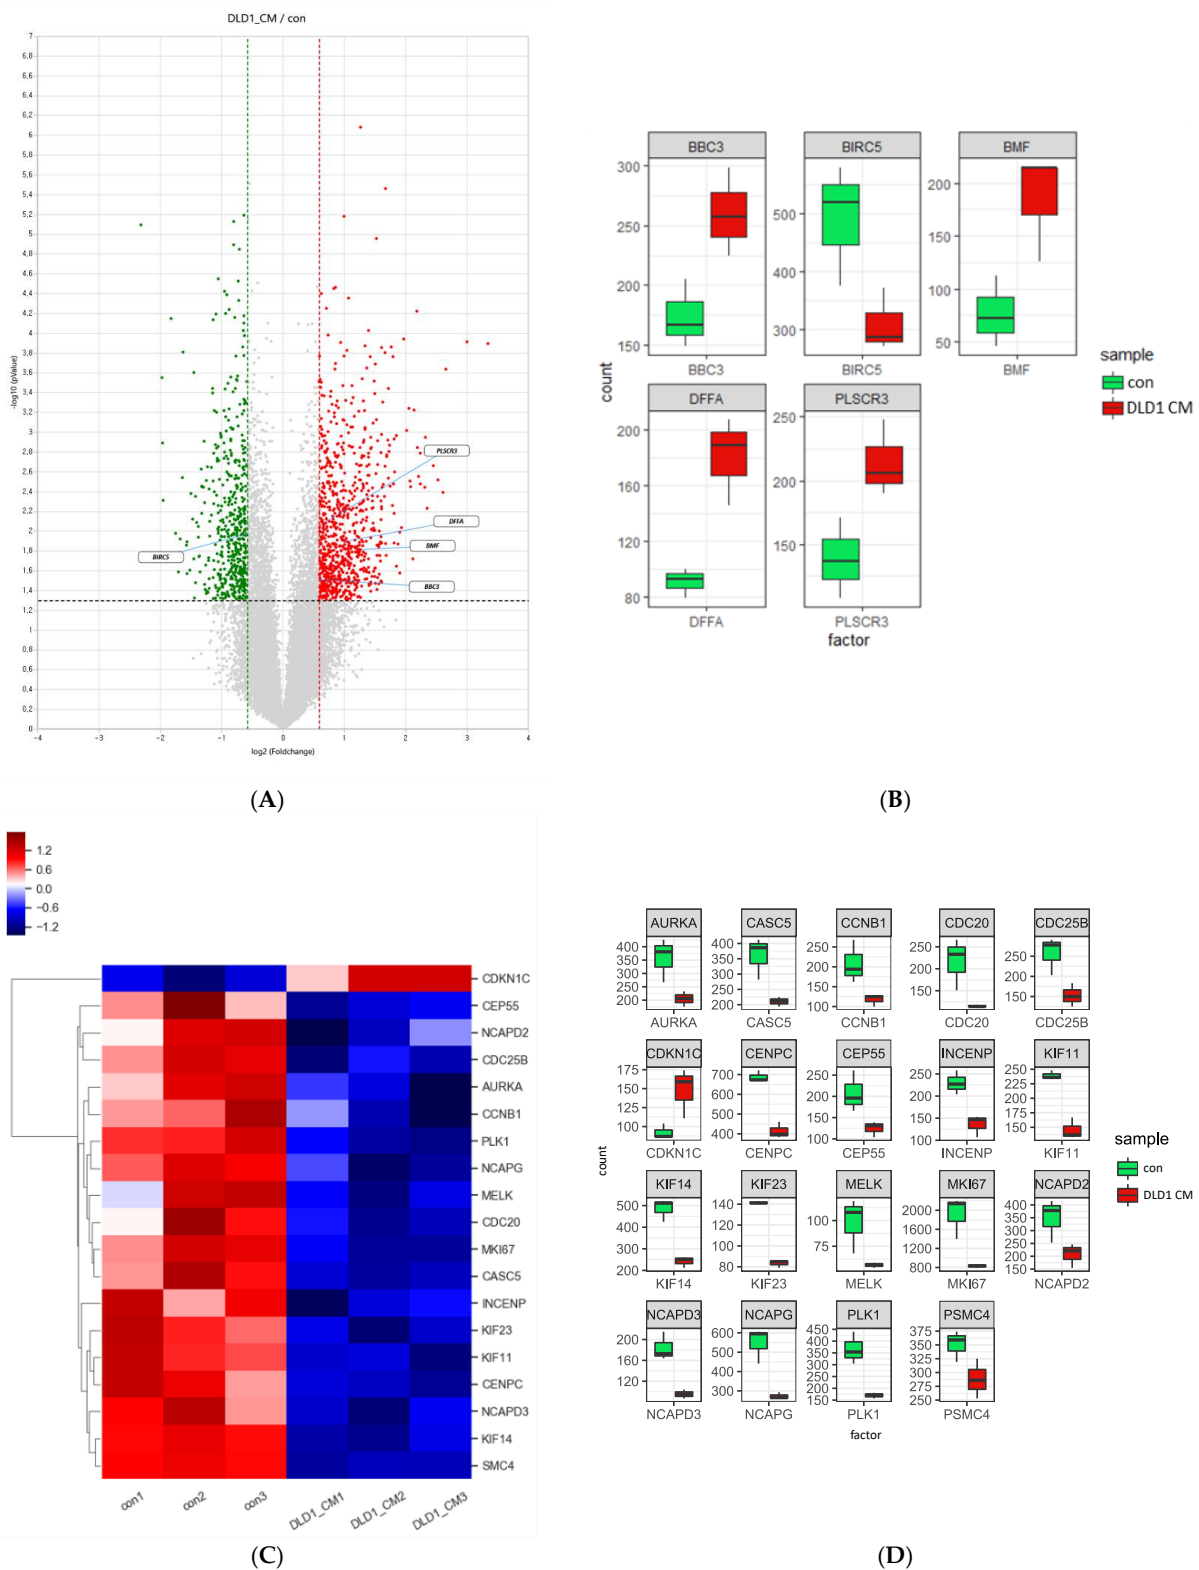 DLD1_CM / con
7
6,8
6,6
6,4
6,2
6
5,8
5,6
5,4
5,2
5
4,8
4,6
4,4
4,2
4
3,8
3,6
3,4
3,2
3
2,8
2,6
2,4
2,2
2
1,8
1,6
1,4
1,2
1
0,8
0,6
0,4
0,2
0
-log10 (pValue)
PLSCR3
DFFA
BMF
BIRC5
BBC3
-4 -3 -2 -1 0 1 2 3 4
log2 (Foldchange)
(A)
BBC3 BIRC5 BMF
300
250
200
150
500
400
300
200
150
100
50
BBC3 BIRC5 BMF
DFFA PLSCR3
200
160
120
80
250
200
150
DFFA PLSCR3
factor
count
sample
con
DLD1 CM
(B)
1.2
0.6
0.0
-0.6
-1.2
CDKN1C
CEP55
NCAPD2
CDC25B
AURKA
CCNB1
PLK1
NCAPG
MELK
CDC20
MKI67
CASC5
INCENP
KIF23
KIF11
CENPC
NCAPD3
KIF14
SMC4
con1 con2 con3 DLD1_CM1 DLD1_CM2 DLD1_CM3
(C)
AURKA CASC5 CCNB1 CDC20 CDC25B
400
350
300
250
200
400
350
300
250
200
250
200
150
100
250
200
150
250
200
150
AURKA CASC5 CCNB1 CDC20 CDC25B
CDKN1C CENPC CEP55 INCENP KIF11
175
150
125
100
700
600
500
400
250
200
150
100
250
200
150
100
250
225
200
150
CDKN1C CENPC CEP55 INCENP KIF11
KIF14 KIF23 MELK MKI67 NCAPD2
500
400
300
200
140
120
100
80
100
75
2000
1600
1200
800
400
350
300
250
200
150
KIF14 KIF23 MELK MKI67 NCAPD2
NCAPD3 NCAPG PLK1 PSMC4
200
160
120
600
500
400
300
450
400
350
300
250
200
150
375
350
325
300
275
250
NCAPD3 NCAPG PLK1 PSMC4
factor
count
sample
con
DLD1 CM
(D)